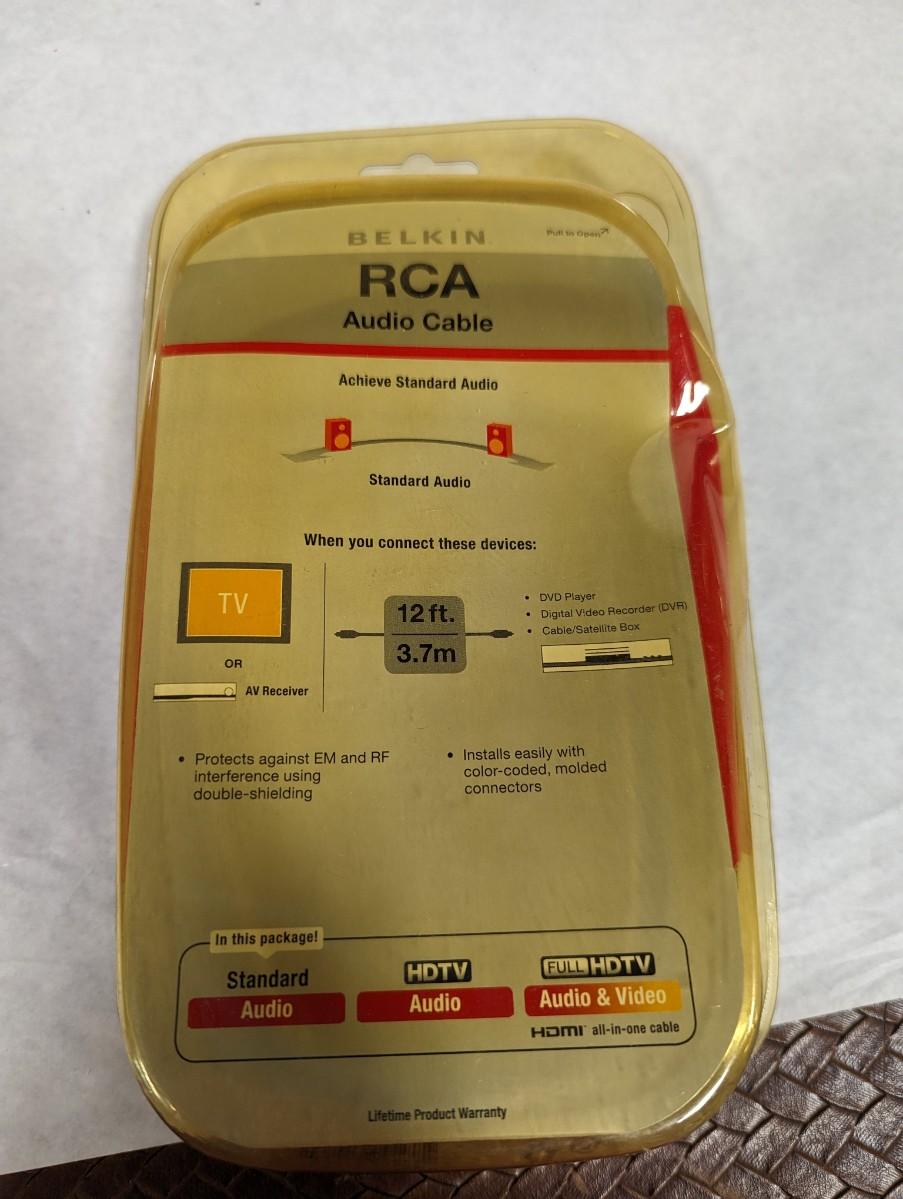 BELKIN
Pull to Open
RCA
Audio Cable
Achieve Standard Audio
Standard Audio
When you connect these devices:
TV
OR
AV Receiver
12 ft.
3.7m
• DVD Player
• Digital Video Recorder (DVR)
• Cable/Satellite Box
• Protects against EM and RF
interference using
double-shielding
• Installs easily with
color-coded, molded
connectors
In this package!
Standard
Audio
HDTV
Audio
FULL HDTV
Audio & Video
HDMI all-in-one cable
Lifetime Product Warranty